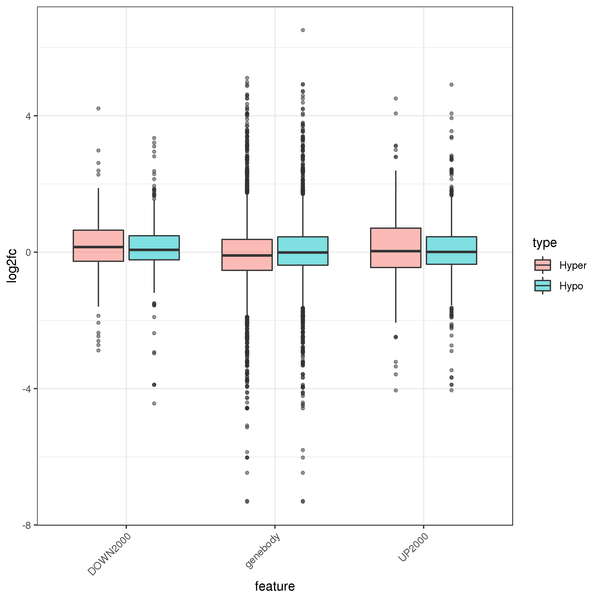 log2fc
4
0
-4
-8
DOWN2000
genebody
UP2000
feature
type
Hyper
Hypo